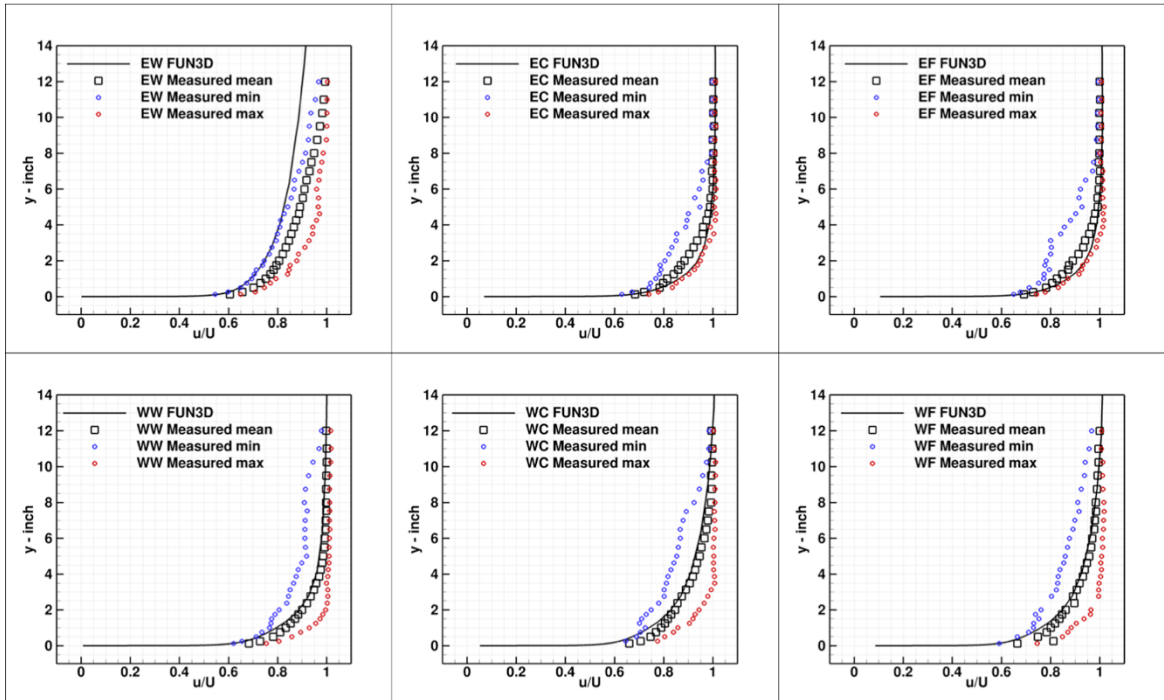 14
12
10
8
6
4
2
0
y - inch
EW FUN3D
EW Measured mean
EW Measured min
EW Measured max
0 0.2 0.4 0.6 0.8 1
u/U
14
12
10
8
6
4
2
0
y - inch
EC FUN3D
EC Measured mean
EC Measured min
EC Measured max
0 0.2 0.4 0.6 0.8 1
u/U
14
12
10
8
6
4
2
0
y - inch
EF FUN3D
EF Measured mean
EF Measured min
EF Measured max
0 0.2 0.4 0.6 0.8 1
u/U
14
12
10
8
6
4
2
0
y - inch
WW FUN3D
WW Measured mean
WW Measured min
WW Measured max
0 0.2 0.4 0.6 0.8 1
u/U
14
12
10
8
6
4
2
0
y - inch
WC FUN3D
WC Measured mean
WC Measured min
WC Measured max
0 0.2 0.4 0.6 0.8 1
u/U
14
12
10
8
6
4
2
0
y - inch
WF FUN3D
WF Measured mean
WF Measured min
WF Measured max
0 0.2 0.4 0.6 0.8 1
u/U